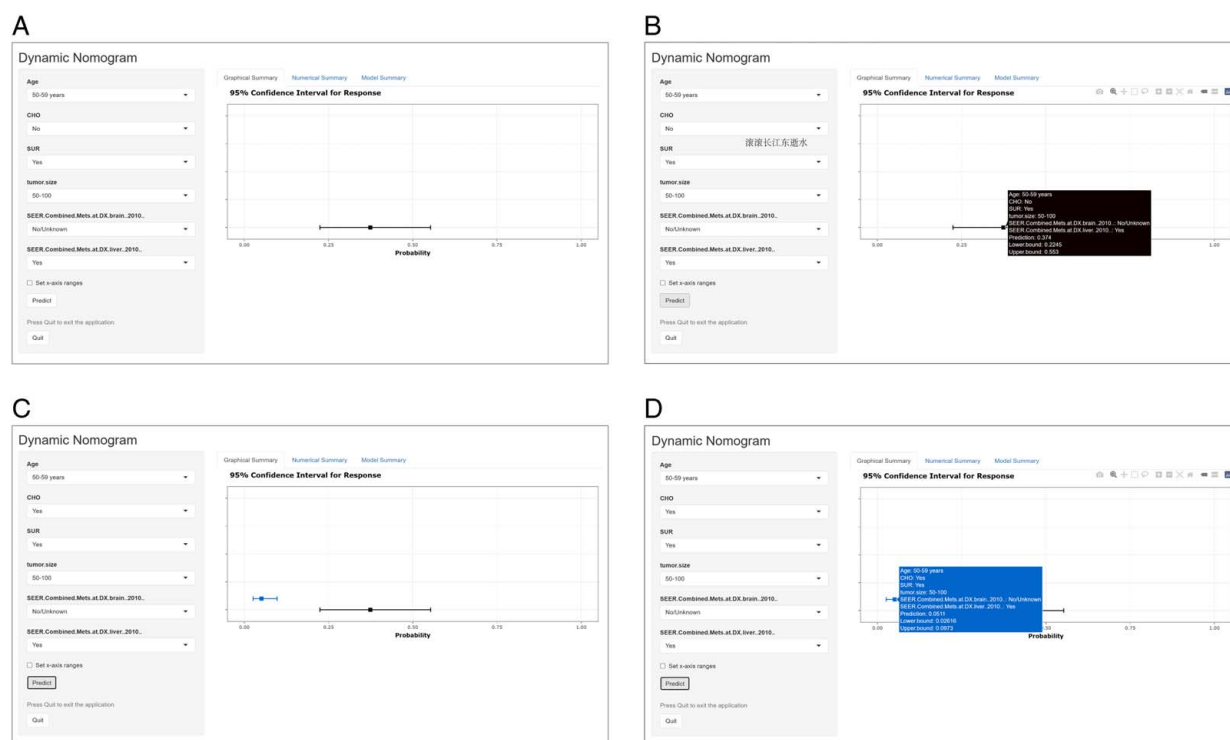 A
Dynamic Nomogram
Age
50-59 years
CHO
No
SUR
Yes
tumor.size
50-100
SEER.Combined.Mets.at.DX.brain..2010..
No/Unknown
SEER.Combined.Mets.at.DX.liver..2010..
Yes
Set x-axis ranges
Predict
Press Quit to exit the application
Quit
Graphical Summary Numerical Summary Model Summary
95% Confidence Interval for Response
0.00 0.25 0.50 0.75 1.00
Probability
B
Dynamic Nomogram
Age
50-59 years
CHO
No
滚滚长江东逝水
SUR
Yes
tumor.size
50-100
SEER.Combined.Mets.at.DX.brain..2010..
No/Unknown
SEER.Combined.Mets.at.DX.liver..2010..
Yes
Set x-axis ranges
Predict
Press Quit to exit the application
Quit
Graphical Summary Numerical Summary Model Summary
95% Confidence Interval for Response
Age: 50-59 years
CHO: No
SUR: Yes
tumor.size: 50-100
SEER.Combined.Mets.at.DX.brain..2010..: No/Unknown
SEER.Combined.Mets.at.DX.liver..2010..: Yes
Prediction: 0.374
Lower.bound: 0.2245
Upper.bound: 0.553
0.00 0.25 1.00
C
Dynamic Nomogram
Age
50-59 years
CHO
Yes
SUR
Yes
tumor.size
50-100
SEER.Combined.Mets.at.DX.brain..2010..
No/Unknown
SEER.Combined.Mets.at.DX.liver..2010..
Yes
Set x-axis ranges
Predict
Press Quit to exit the application
Quit
Graphical Summary Numerical Summary Model Summary
95% Confidence Interval for Response
0.00 0.25 0.50 0.75 1.00
Probability
D
Dynamic Nomogram
Age
50-59 years
CHO
Yes
SUR
Yes
tumor.size
50-100
SEER.Combined.Mets.at.DX.brain..2010..
No/Unknown
SEER.Combined.Mets.at.DX.liver..2010..
Yes
Set x-axis ranges
Predict
Press Quit to exit the application
Quit
Graphical Summary Numerical Summary Model Summary
95% Confidence Interval for Response
Age: 50-59 years
CHO: Yes
SUR: Yes
tumor.size: 50-100
SEER.Combined.Mets.at.DX.brain..2010..: No/Unknown
SEER.Combined.Mets.at.DX.liver..2010..: Yes
Prediction: 0.0511
Lower.bound: 0.02616
Upper.bound: 0.0973
0.00 0.75 1.00
Probability